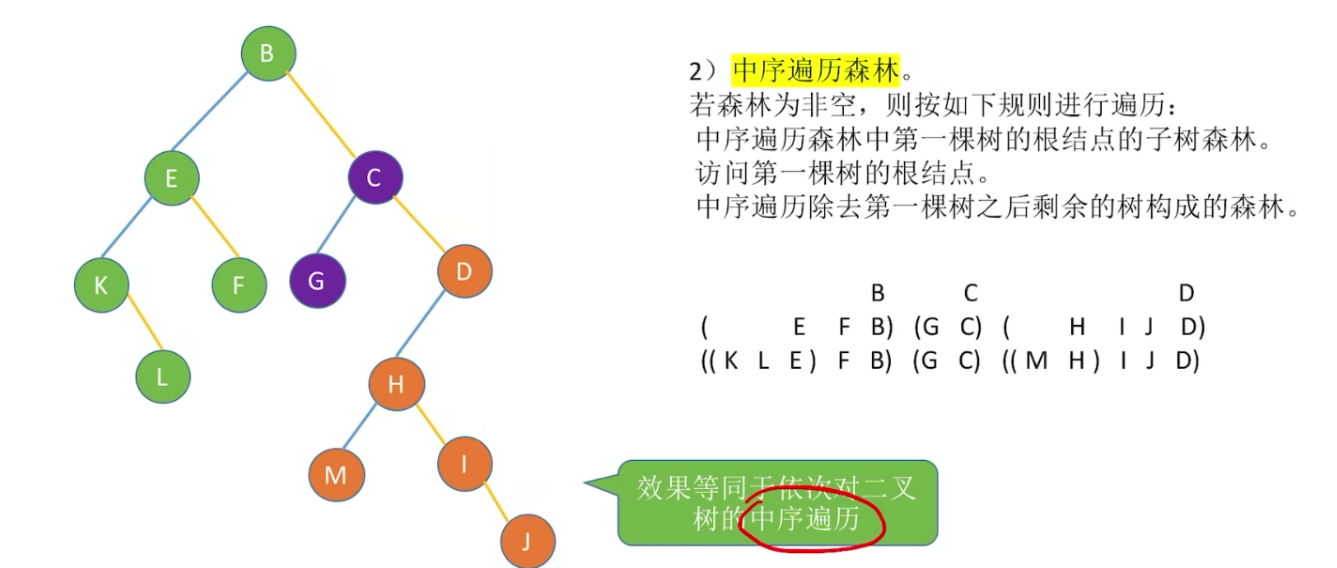 B
E
C
K
F
G
D
L
H
M
I
J
2）中序遍历森林。
若森林为非空，则按如下规则进行遍历：
中序遍历森林中第一棵树的根结点的子树森林。
访问第一棵树的根结点。
中序遍历除去第一棵树之后剩余的树构成的森林。
B C D
( E F B) (G C) ( H I J D)
(( K L E ) F B) (G C) (( M H ) I J D)
效果等同于依次对二叉
树的中序遍历